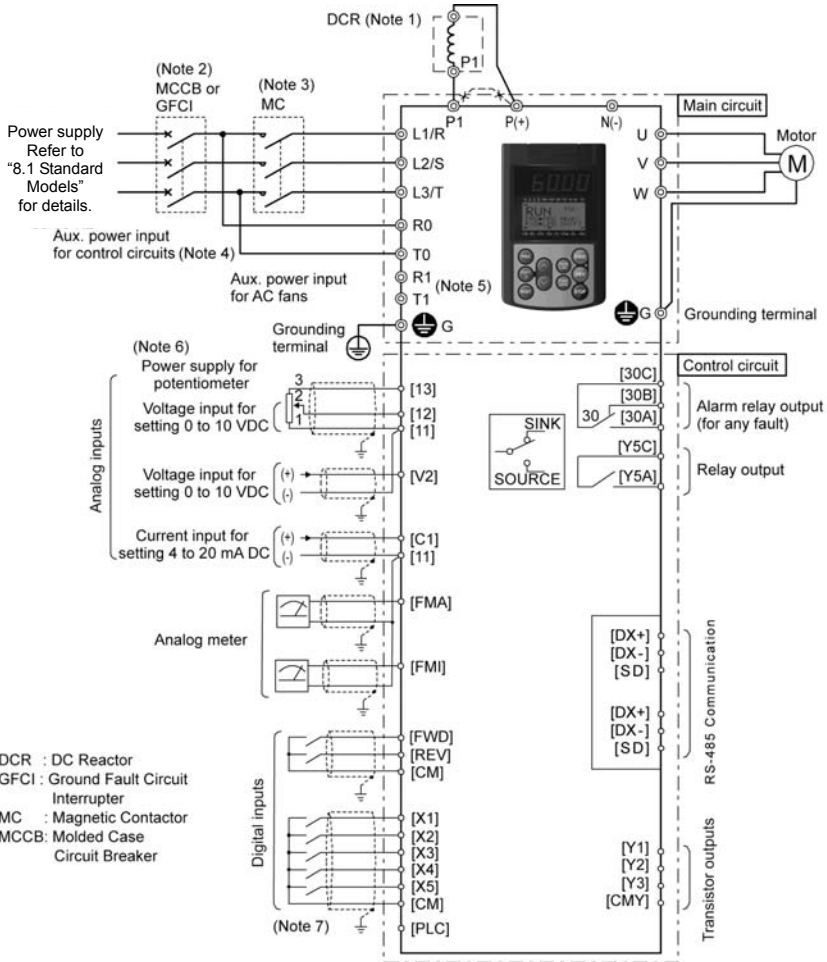 DCR (Note 1)
P1
(Note 2)
MCCB or
GFCI
(Note 3)
MC
P1
P(+)
N(-)
Main circuit
Power supply
Refer to
“8.1 Standard
Models”
for details.
L1/R
L2/S
L3/T
R0
T0
R1
T1
(Note 5)
U
V
W
Motor
M
60.00
RUN
Aux. power input
for control circuits (Note 4)
Aux. power input
for AC fans
Grounding
terminal
G
G
Grounding terminal
Control circuit
Analog inputs
(Note 6)
Power supply for
potentiometer
3
2
1
Voltage input for
setting 0 to 10 VDC
[13]
[12]
[11]
Voltage input for
setting 0 to 10 VDC
(+)
(-)
[V2]
Current input for
setting 4 to 20 mA DC
(+)
(-)
[C1]
[11]
SINK
SOURCE
[30C]
[30B]
30
[30A]
Alarm relay output
(for any fault)
[Y5C]
[Y5A]
Relay output
Analog meter
[FMA]
[FMI]
[DX+]
[DX-]
[SD]
[DX+]
[DX-]
[SD]
RS-485 Communication
DCR : DC Reactor
GFCI : Ground Fault Circuit
Interrupter
MC : Magnetic Contactor
MCCB: Molded Case
Circuit Breaker
Digital inputs
[FWD]
[REV]
[CM]
[X1]
[X2]
[X3]
[X4]
[X5]
[CM]
(Note 7)
[PLC]
[Y1]
[Y2]
[Y3]
[CMY]
Transistor outputs